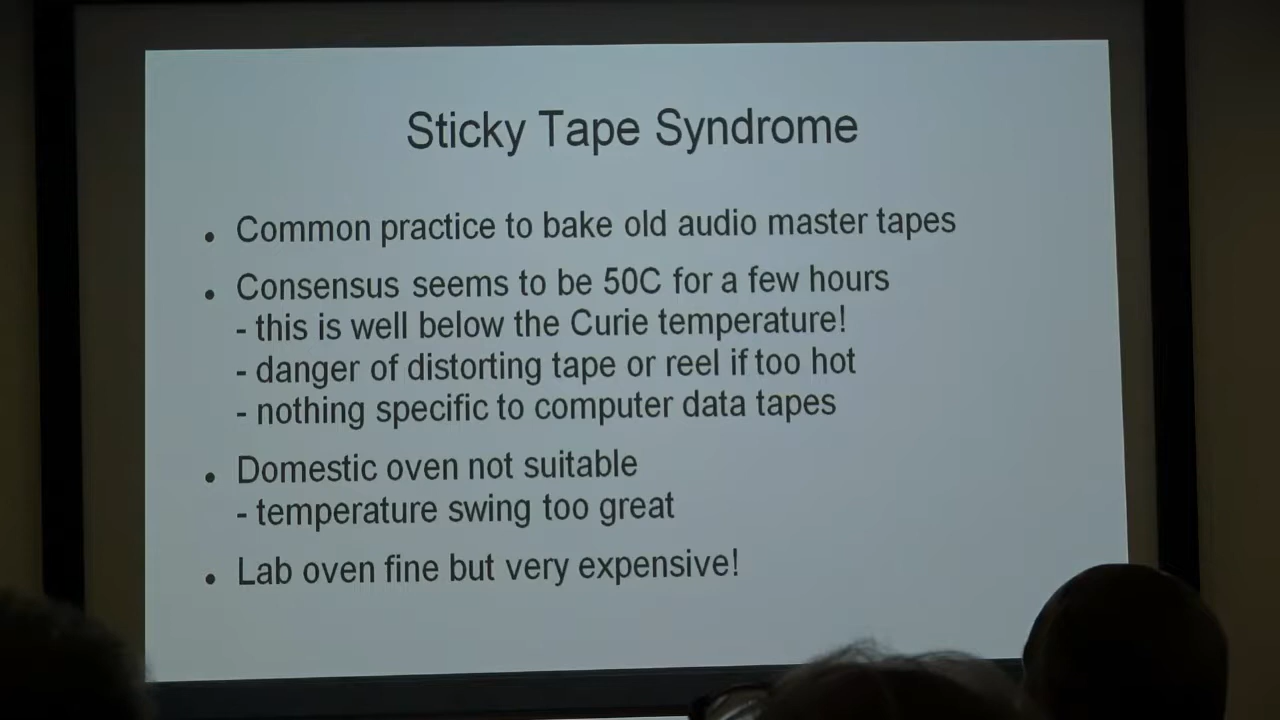 Sticky Tape Syndrome
• Common practice to bake old audio master tapes
• Consensus seems to be 50C for a few hours
- this is well below the Curie temperature!
- danger of distorting tape or reel if too hot
- nothing specific to computer data tapes
• Domestic oven not suitable
- temperature swing too great
• Lab oven fine but very expensive!